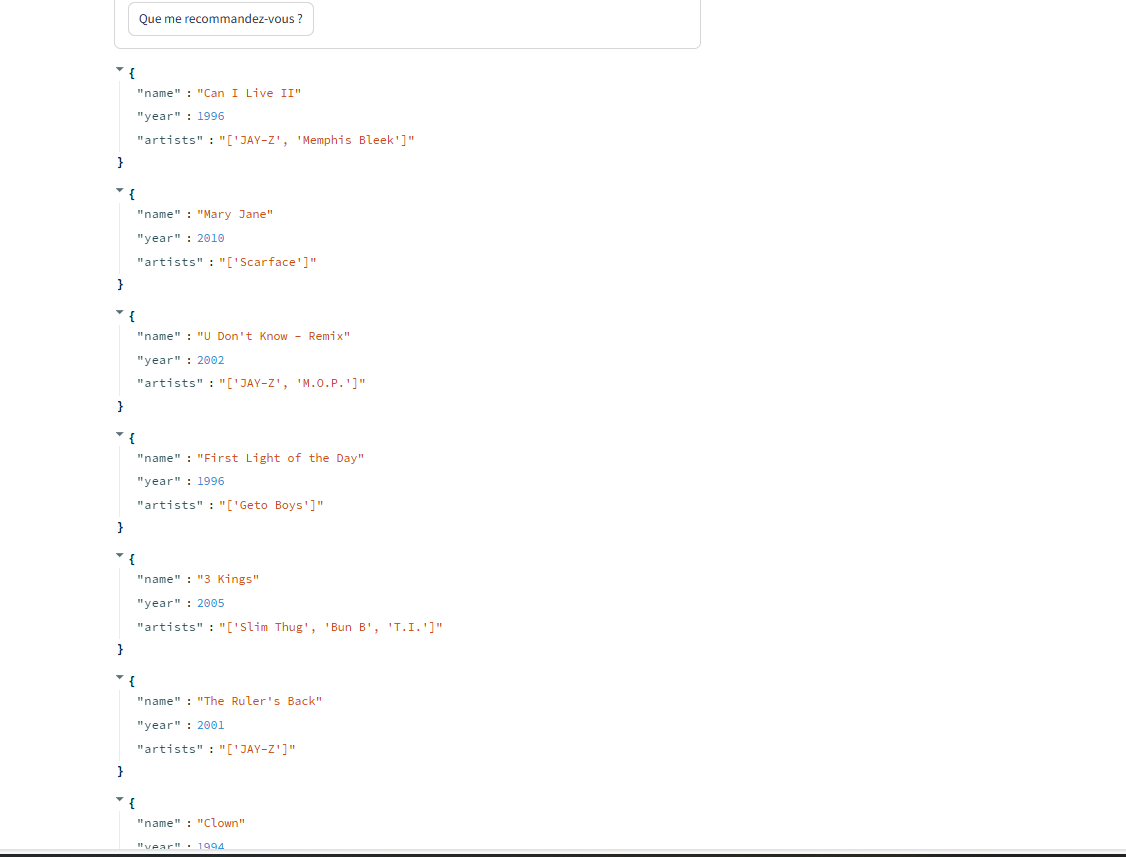 Que me recommandez-vous ?
{
"name" : "Can I Live II"
"year" : 1996
"artists" : "['JAY-Z', 'Memphis Bleek']"
}
{
"name" : "Mary Jane"
"year" : 2010
"artists" : "['Scarface']"
}
{
"name" : "U Don't Know - Remix"
"year" : 2002
"artists" : "['JAY-Z', 'M.O.P.']"
}
{
"name" : "First Light of the Day"
"year" : 1996
"artists" : "['Geto Boys']"
}
{
"name" : "3 Kings"
"year" : 2005
"artists" : "['Slim Thug', 'Bun B', 'T.I.']"
}
{
"name" : "The Ruler's Back"
"year" : 2001
"artists" : "['JAY-Z']"
}
{
"name" : "Clown"
"year" : 1994